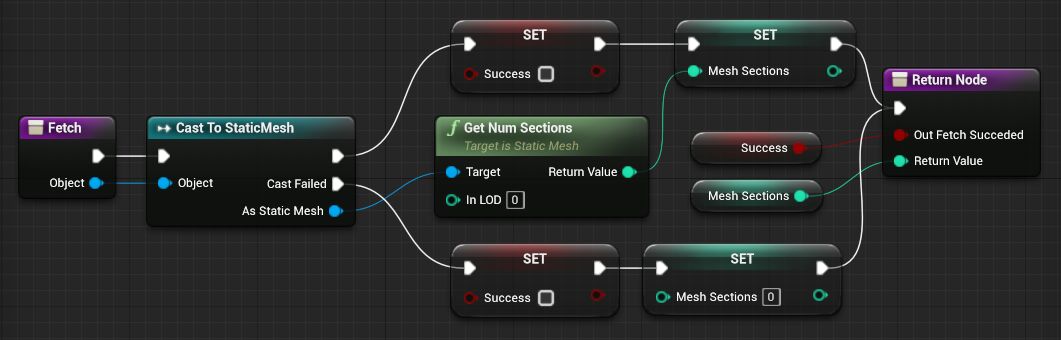 Fetch
Object
Cast To StaticMesh
Object
Cast Failed
As Static Mesh
SET
Success
SET
Mesh Sections
Get Num Sections
Target is Static Mesh
Target
Return Value
In LOD 0
Success
Mesh Sections
SET
Success
SET
Mesh Sections 0
Return Node
Out Fetch Succeded
Return Value